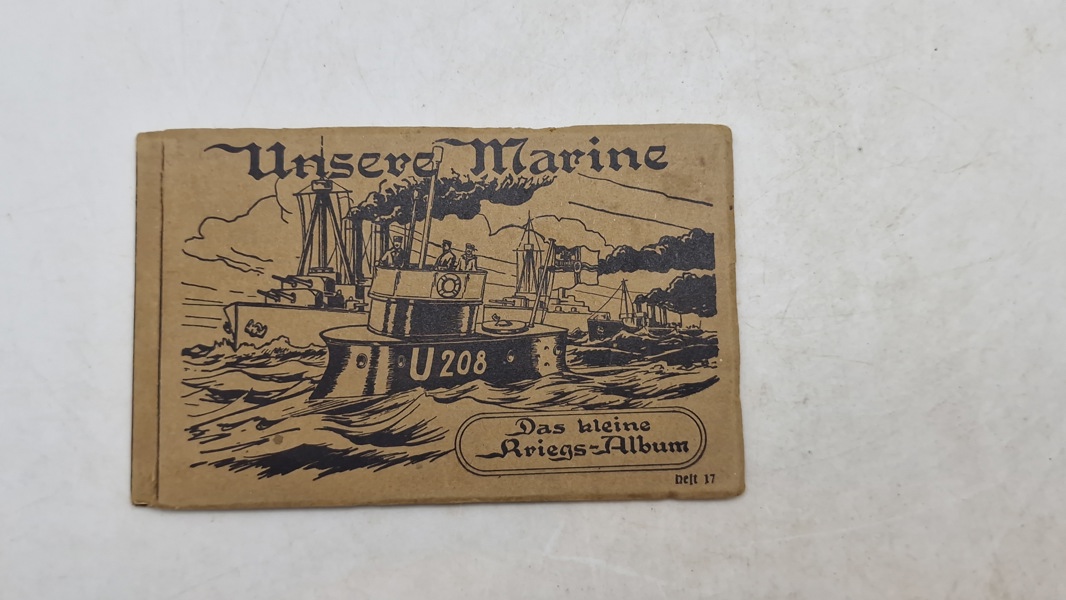 Unsere Marine
U 208
Das kleine
Kriegs-Album
Heft 17